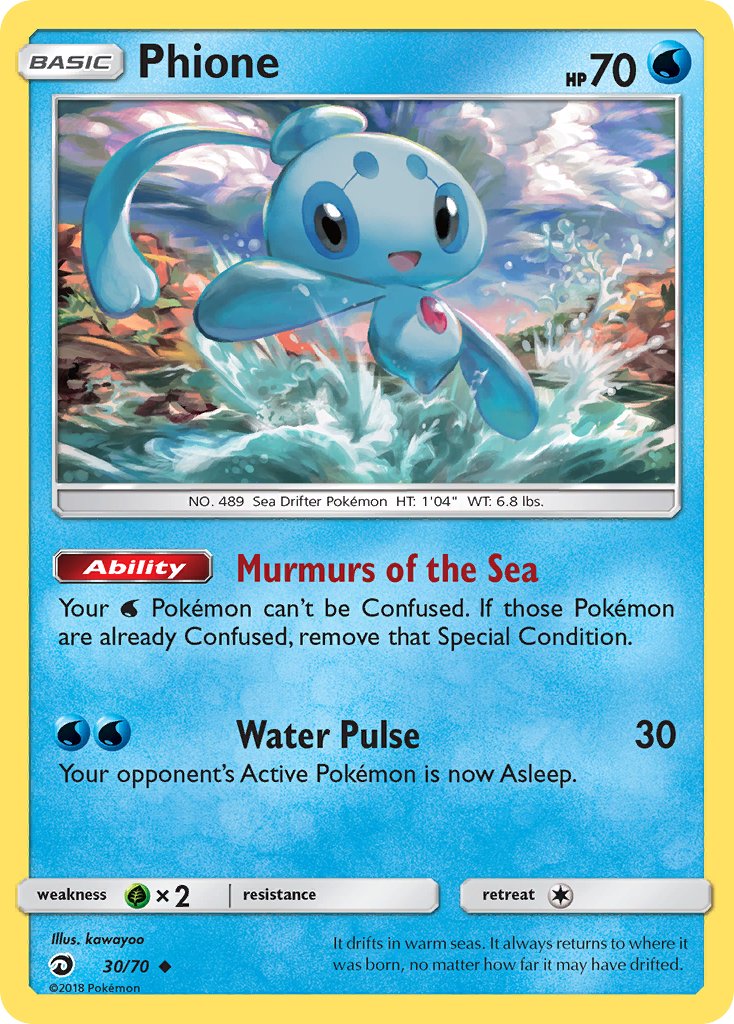 BASIC Phione HP 70
NO. 489 Sea Drifter Pokémon HT: 1'04" WT: 6.8 lbs.
Ability Murmurs of the Sea
Your Pokémon can't be Confused. If those Pokémon
are already Confused, remove that Special Condition.
Water Pulse 30
Your opponent's Active Pokémon is now Asleep.
weakness ×2 resistance retreat
Illus. kawayoo
30/70
©2018 Pokémon
It drifts in warm seas. It always returns to where it
was born, no matter how far it may have drifted.